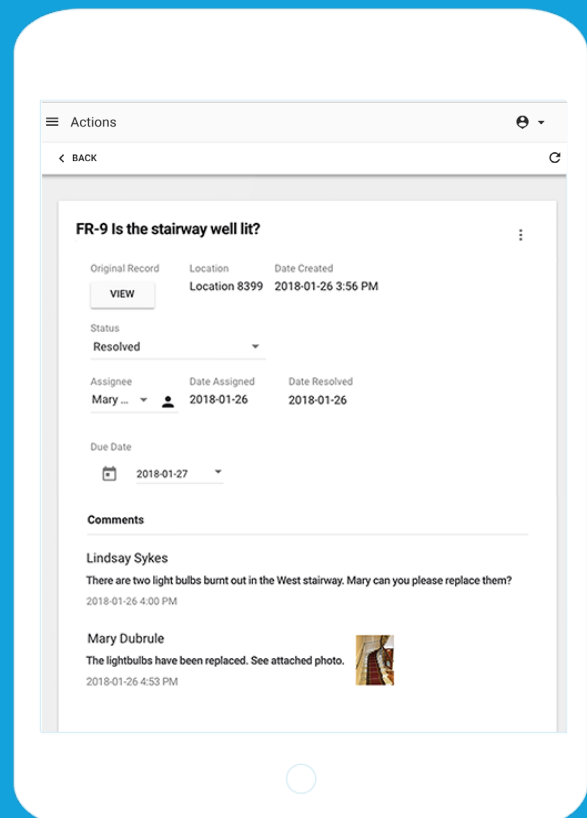 Actions
BACK
FR-9 Is the stairway well lit?
Original Record Location Date Created
VIEW Location 8399 2018-01-26 3:56 PM
Status
Resolved
Assignee Date Assigned Date Resolved
Mary ... 2018-01-26 2018-01-26
Due Date
2018-01-27
Comments
Lindsay Sykes
There are two light bulbs burnt out in the West stairway. Mary can you please replace them?
2018-01-26 4:00 PM
Mary Dubrule
The lightbulbs have been replaced. See attached photo.
2018-01-26 4:53 PM